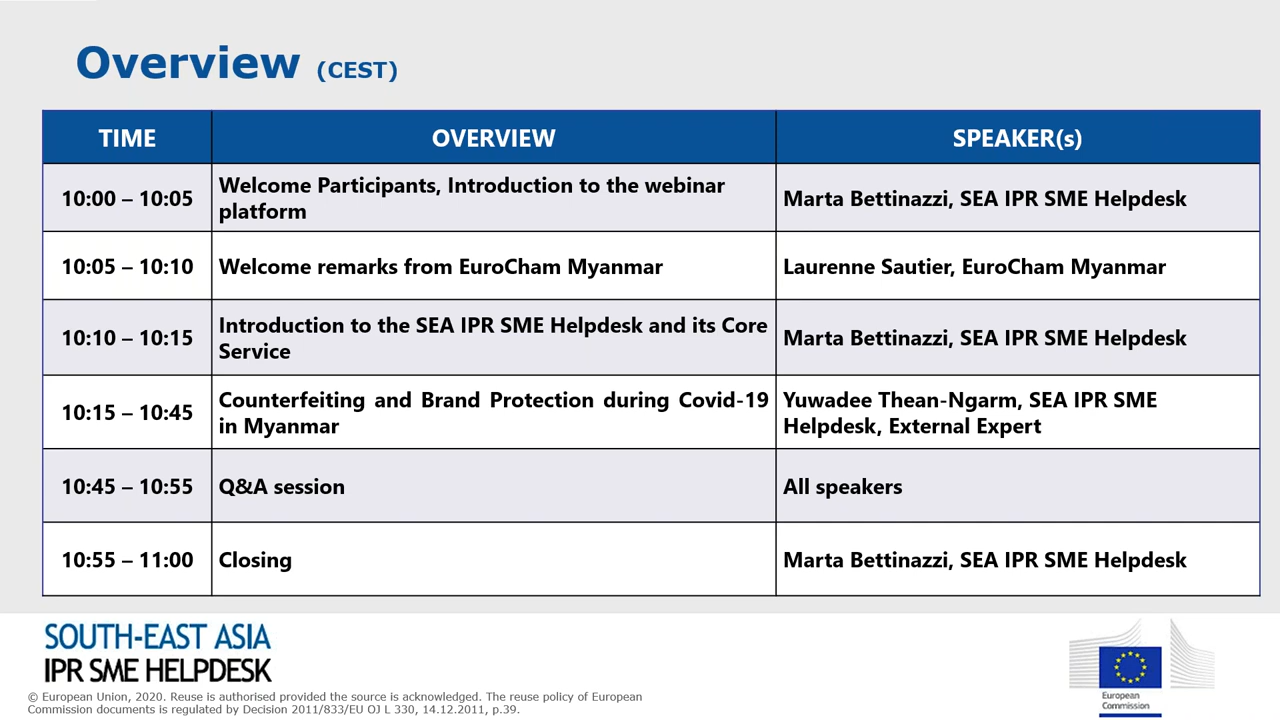 Overview (CEST)
TIME
OVERVIEW
SPEAKER(s)
10:00 – 10:05
Welcome Participants, Introduction to the webinar
platform
Marta Bettinazzi, SEA IPR SME Helpdesk
10:05 – 10:10
Welcome remarks from EuroCham Myanmar
Laurenne Sautier, EuroCham Myanmar
10:10 – 10:15
Introduction to the SEA IPR SME Helpdesk and its Core
Service
Marta Bettinazzi, SEA IPR SME Helpdesk
10:15 – 10:45
Counterfeiting and Brand Protection during Covid-19
in Myanmar
Yuwadee Thean-Ngarm, SEA IPR SME
Helpdesk, External Expert
10:45 – 10:55
Q&A session
All speakers
10:55 – 11:00
Closing
Marta Bettinazzi, SEA IPR SME Helpdesk
SOUTH-EAST ASIA
IPR SME HELPDESK
© European Union, 2020. Reuse is authorised provided the source is acknowledged. The reuse policy of European
Commission documents is regulated by Decision 2011/833/EU OJ L 330, 14.12.2011, p.39.
European
Commission